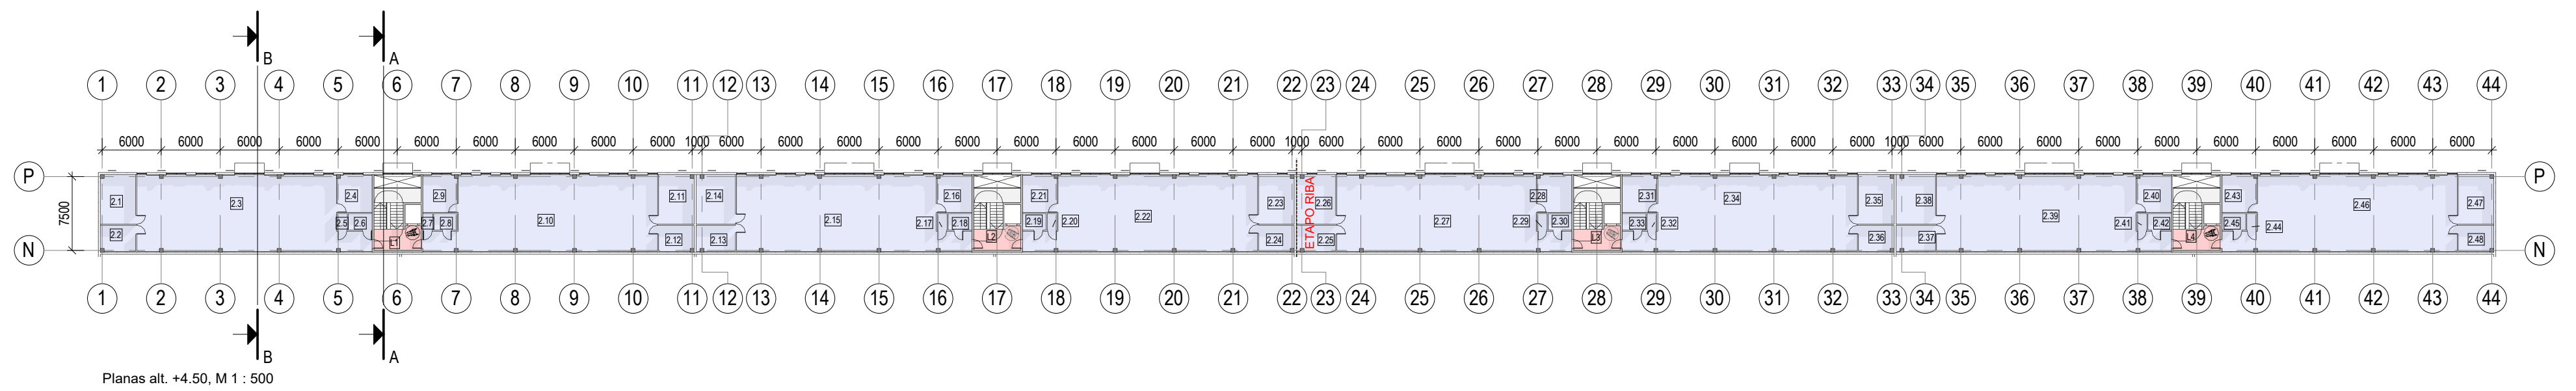 B
A
1 2 3 4 5 6 7 8 9 10 11 12 13 14 15 16 17 18 19 20 21 22 23 24 25 26 27 28 29 30 31 32 33 34 35 36 37 38 39 40 41 42 43 44
6000 6000 6000 6000 6000 6000 6000 6000 6000 6000 1000 6000 6000 6000 6000 6000 6000 6000 6000 6000 6000 1000 6000 6000 6000 6000 6000 6000 6000 6000 6000 6000 1000 6000 6000 6000 6000 6000 6000 6000 6000 6000 6000
P P
2.1 2.3 2.4 2.9 2.11 2.14 2.16 2.21 2.23 2.26 2.28 2.31 2.34 2.35 2.38 2.40 2.43 2.46 2.47
7500
2.5 2.6 2.7 2.8 2.10 2.15 2.17 2.18 2.19 2.20 2.22 2.27 2.29 2.30 2.33 2.32 2.39 2.41 2.42 2.45 2.44
ETAPO RIBA
2.2 L1 2.12 2.13 L2 2.24 2.25 L3 2.36 2.37 L4 2.48
N N
1 2 3 4 5 6 7 8 9 10 11 12 13 14 15 16 17 18 19 20 21 22 23 24 25 26 27 28 29 30 31 32 33 34 35 36 37 38 39 40 41 42 43 44
B
A
Planas alt. +4.50, M 1 : 500